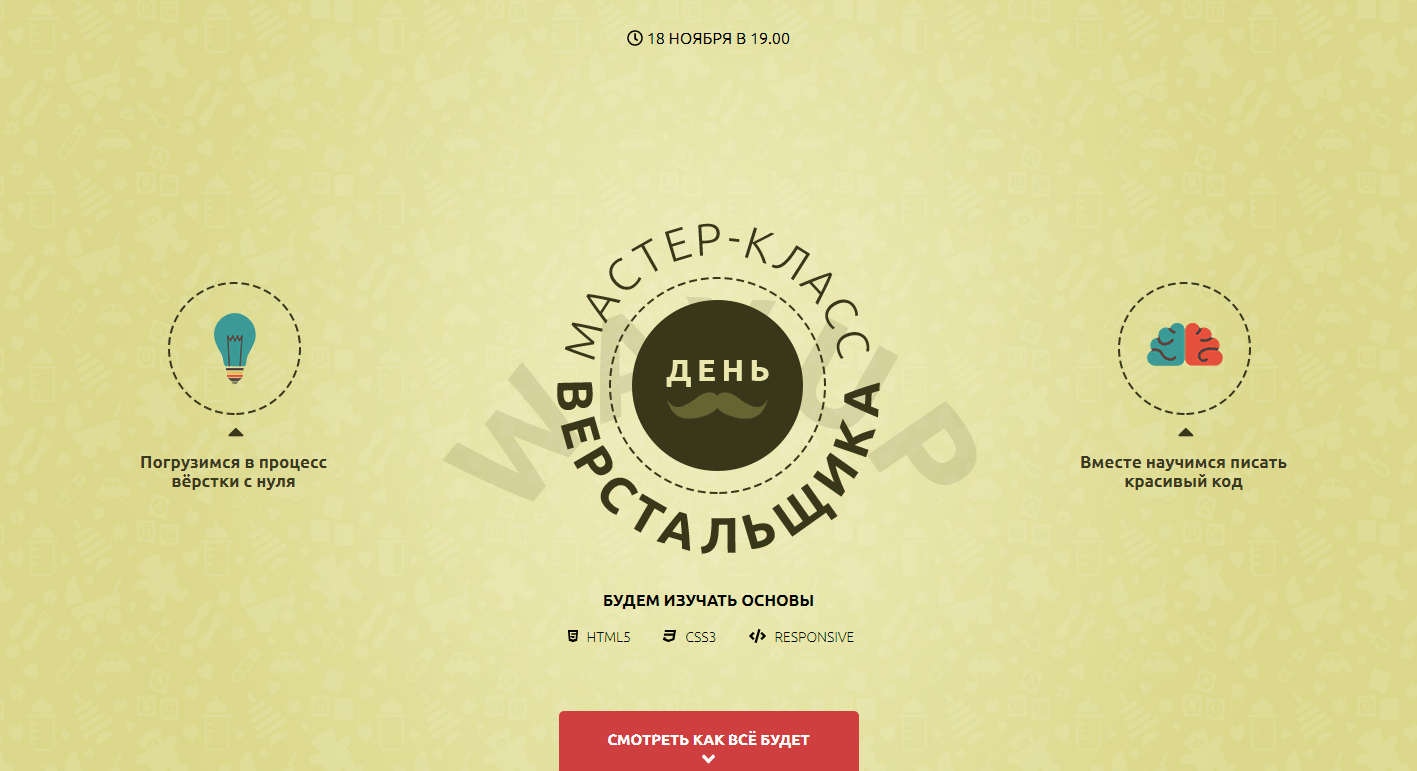 18 НОЯБРЯ В 19.00
МАСТЕР-КЛАСС
WAYUP
ДЕНЬ
ВЕРСТАЛЬЩИКА
Погрузимся в процесс
вёрстки с нуля
Вместе научимся писать
красивый код
БУДЕМ ИЗУЧАТЬ ОСНОВЫ
HTML5 CSS3 RESPONSIVE
СМОТРЕТЬ КАК ВСЁ БУДЕТ